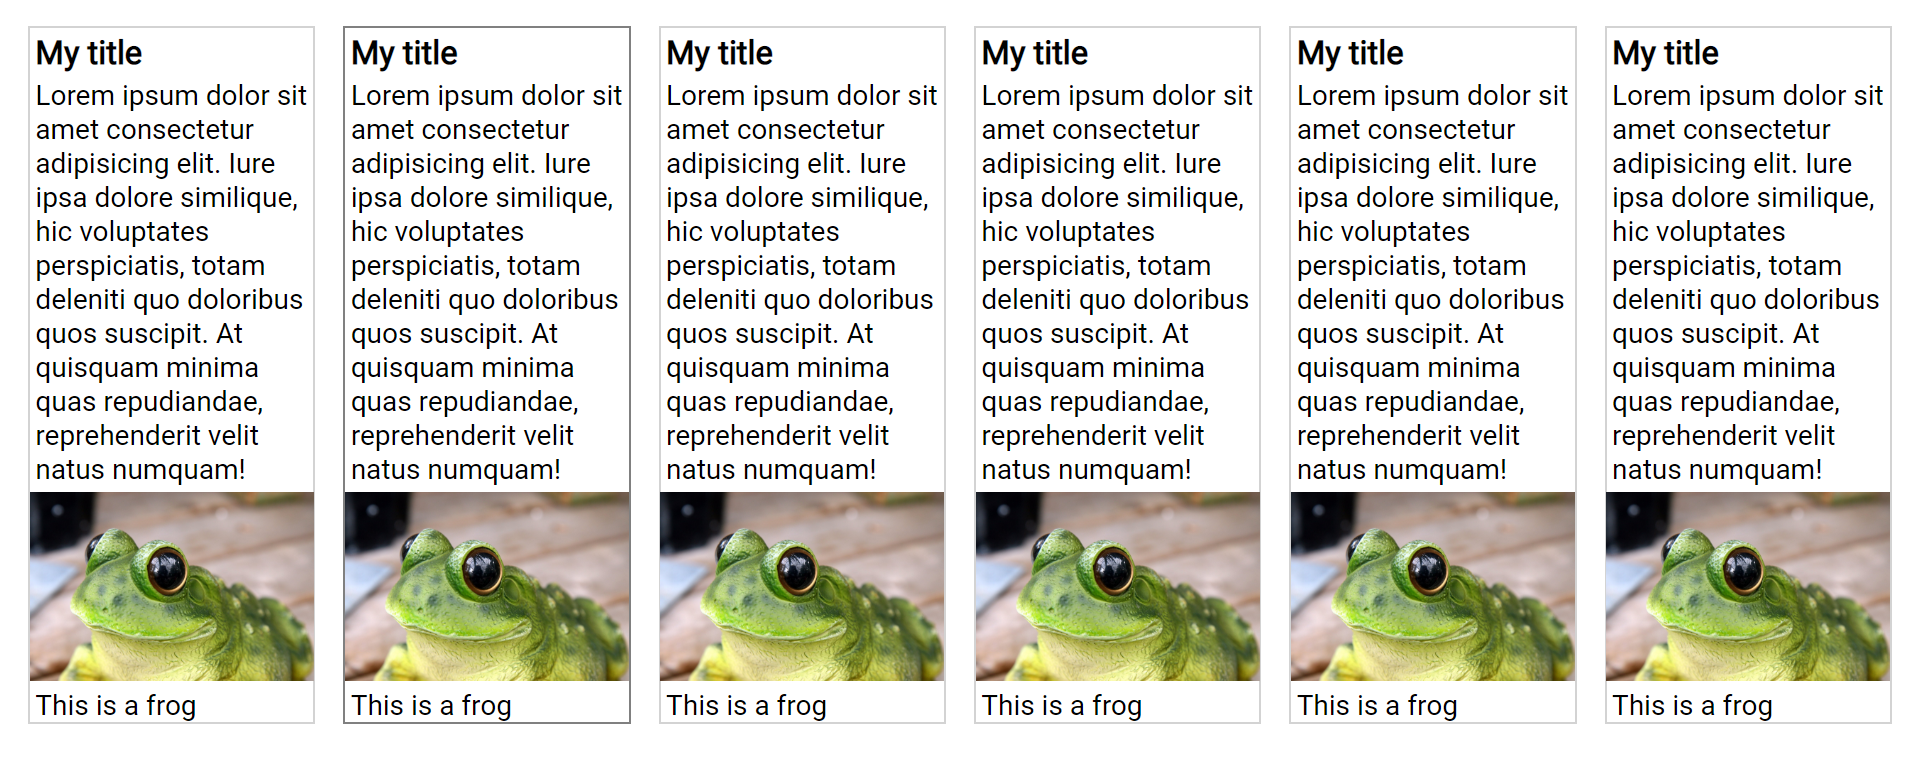 My title
Lorem ipsum dolor sit
amet consectetur
adipisicing elit. Iure
ipsa dolore similique,
hic voluptates
perspiciatis, totam
deleniti quo doloribus
quos suscipit. At
quisquam minima
quas repudiandae,
reprehenderit velit
natus numquam!
This is a frog
My title
Lorem ipsum dolor sit
amet consectetur
adipisicing elit. Iure
ipsa dolore similique,
hic voluptates
perspiciatis, totam
deleniti quo doloribus
quos suscipit. At
quisquam minima
quas repudiandae,
reprehenderit velit
natus numquam!
This is a frog
My title
Lorem ipsum dolor sit
amet consectetur
adipisicing elit. Iure
ipsa dolore similique,
hic voluptates
perspiciatis, totam
deleniti quo doloribus
quos suscipit. At
quisquam minima
quas repudiandae,
reprehenderit velit
natus numquam!
This is a frog
My title
Lorem ipsum dolor sit
amet consectetur
adipisicing elit. Iure
ipsa dolore similique,
hic voluptates
perspiciatis, totam
deleniti quo doloribus
quos suscipit. At
quisquam minima
quas repudiandae,
reprehenderit velit
natus numquam!
This is a frog
My title
Lorem ipsum dolor sit
amet consectetur
adipisicing elit. Iure
ipsa dolore similique,
hic voluptates
perspiciatis, totam
deleniti quo doloribus
quos suscipit. At
quisquam minima
quas repudiandae,
reprehenderit velit
natus numquam!
This is a frog
My title
Lorem ipsum dolor sit
amet consectetur
adipisicing elit. Iure
ipsa dolore similique,
hic voluptates
perspiciatis, totam
deleniti quo doloribus
quos suscipit. At
quisquam minima
quas repudiandae,
reprehenderit velit
natus numquam!
This is a frog